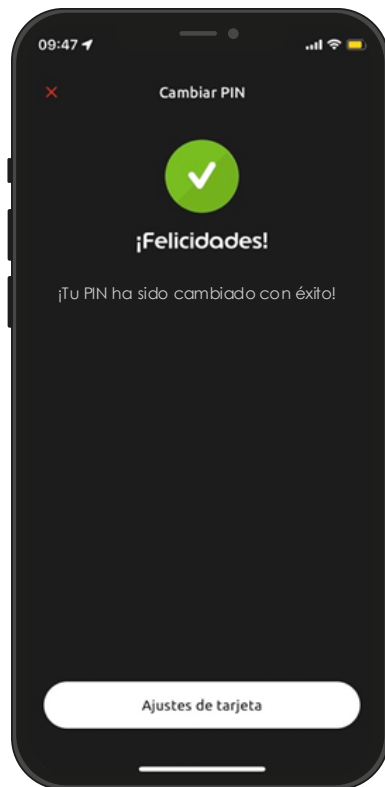 09:47
Cambiar PIN
¡Felicidades!
¡Tu PIN ha sido cambiado con éxito!
Ajustes de tarjeta